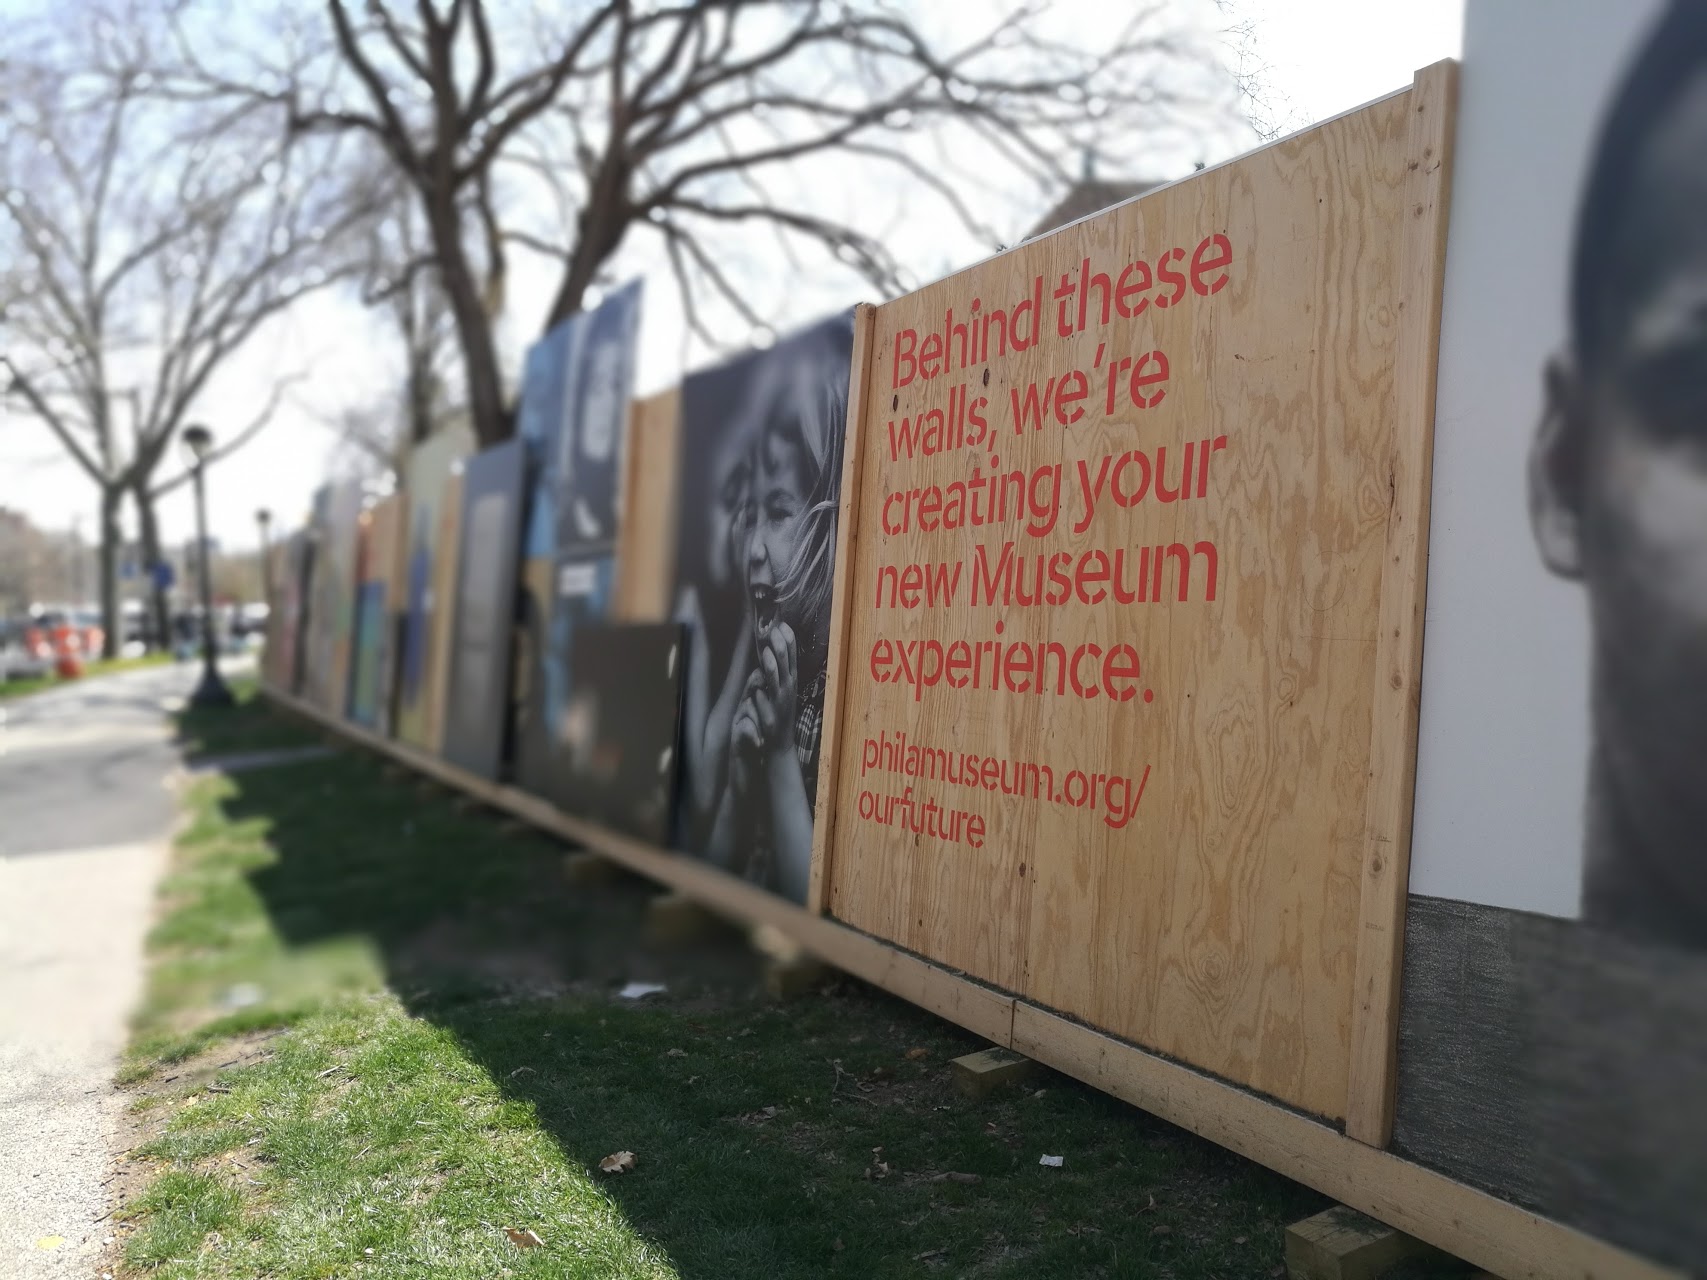 Behind these
walls, we're
creating your
new Museum
experience.
philamuseum.org/
ourfuture